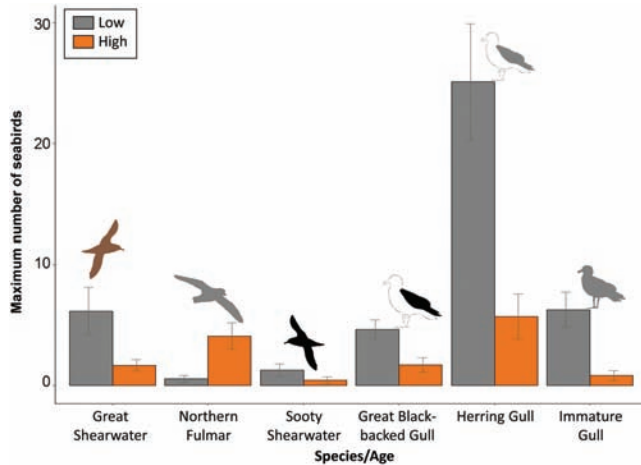 Low
High
Maximum number of seabirds
30
20
10
0
Great
Shearwater
Northern
Fulmar
Sooty
Shearwater
Great Black-
backed Gull
Herring Gull
Immature
Gull
Species/Age